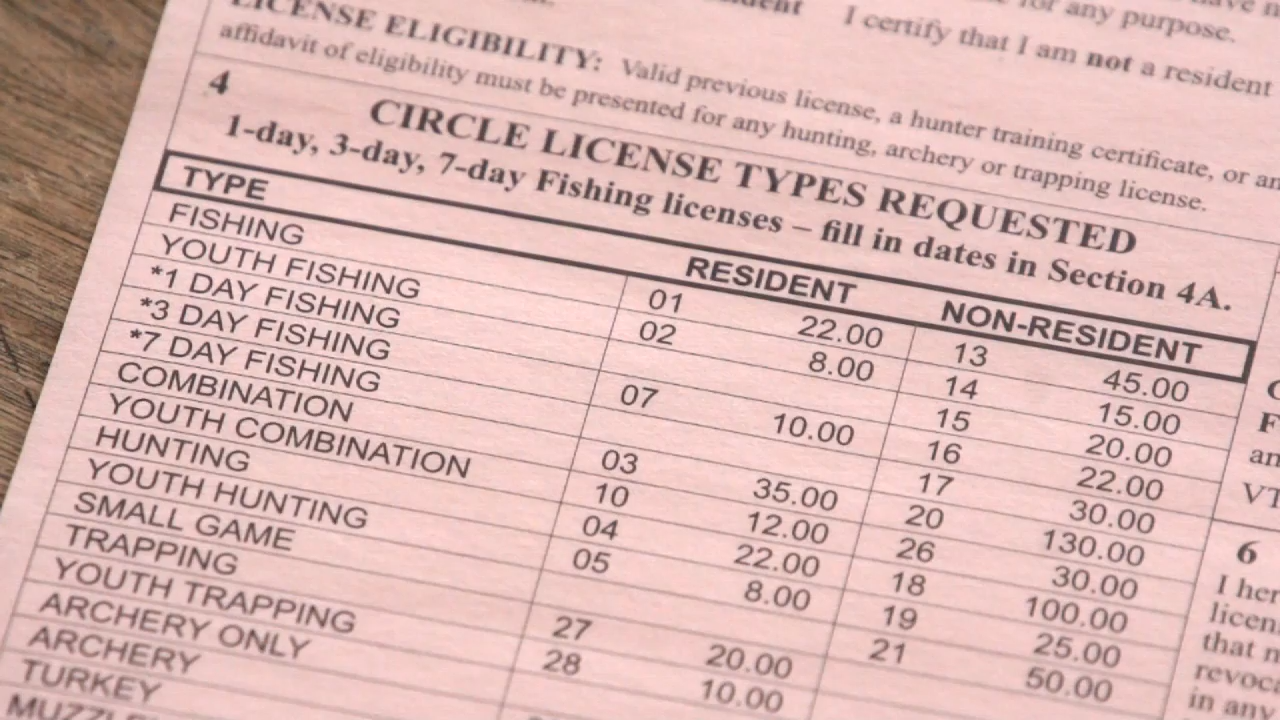 for any purpose.
I certify that I am not a resident
LICENSE ELIGIBILITY: Valid previous license, a hunter training certificate, or an
affidavit of eligibility must be presented for any hunting, archery or trapping license.
4
CIRCLE LICENSE TYPES REQUESTED
1-day, 3-day, 7-day Fishing licenses – fill in dates in Section 4A.
TYPE RESIDENT NON-RESIDENT
FISHING 01 22.00 13 45.00
YOUTH FISHING 02 8.00 14 15.00
*1 DAY FISHING 15 20.00
*3 DAY FISHING 07 10.00 16 22.00
*7 DAY FISHING 17 30.00
COMBINATION 03 35.00 20 130.00
YOUTH COMBINATION 10 12.00 26 30.00
HUNTING 04 22.00 18 100.00
YOUTH HUNTING 05 8.00 19 25.00
SMALL GAME 21 50.00
TRAPPING 27 20.00
YOUTH TRAPPING 28 10.00
ARCHERY ONLY
ARCHERY
TURKEY
VT
6
I her
licen
that
revoc
in any